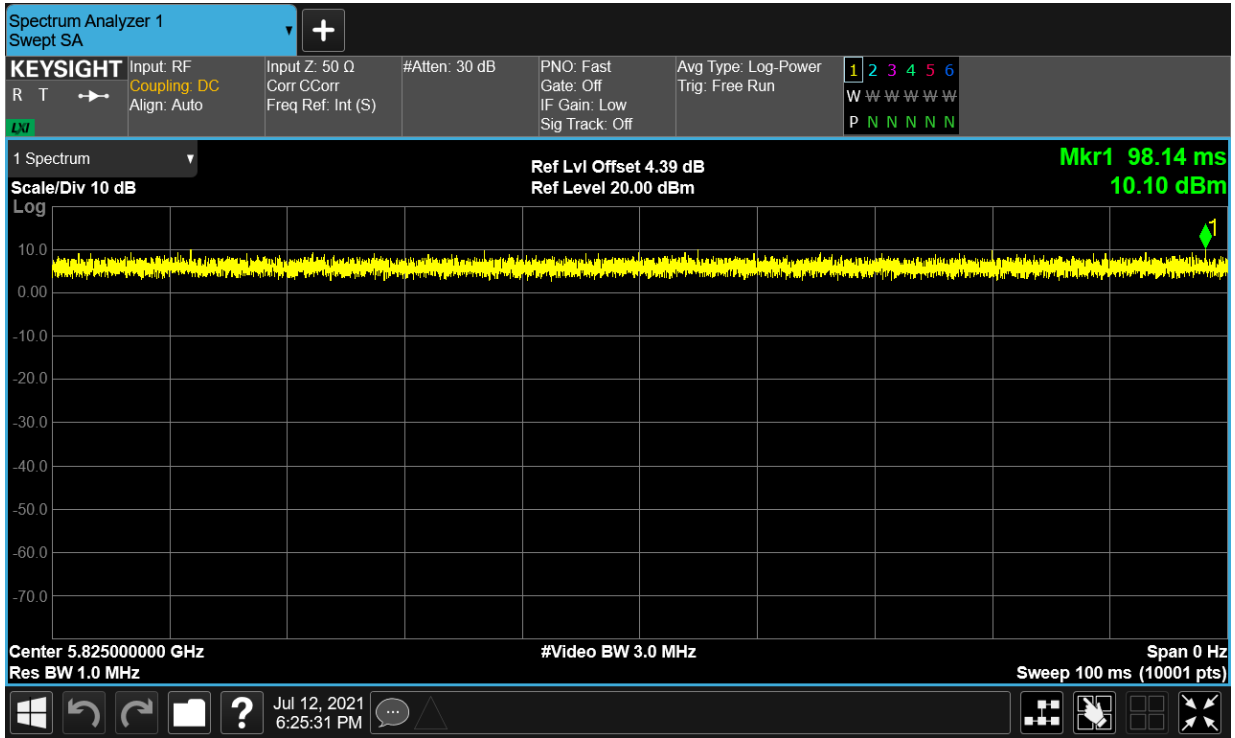 Spectrum Analyzer 1
Swept SA
KEYSIGHT
R T
LXI
Input: RF
Coupling: DC
Align: Auto
Input Z: 50 Ω
Corr CCorr
Freq Ref: Int (S)
#Atten: 30 dB
PNO: Fast
Gate: Off
IF Gain: Low
Sig Track: Off
Avg Type: Log-Power
Trig: Free Run
1 2 3 4 5 6
W W W W W W
P N N N N N
1 Spectrum
Scale/Div 10 dB
Log
Ref Lvl Offset 4.39 dB
Ref Level 20.00 dBm
Mkr1 98.14 ms
10.10 dBm
1
10.0
0.00
-10.0
-20.0
-30.0
-40.0
-50.0
-60.0
-70.0
Center 5.825000000 GHz
Res BW 1.0 MHz
#Video BW 3.0 MHz
Span 0 Hz
Sweep 100 ms (10001 pts)
?
Jul 12, 2021
6:25:31 PM